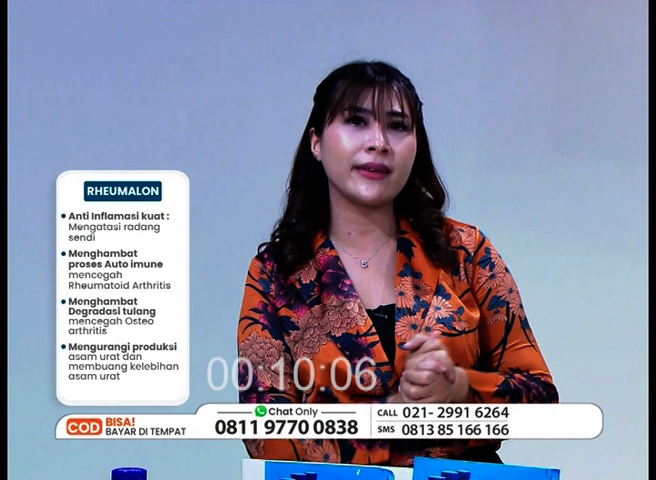 RHEUMALON
• Anti Inflamasi kuat :
Mengatasi radang
sendi
• Menghambat
proses Auto imune
mencegah
Rheumatoid Arthritis
• Menghambat
Degradasi tulang
mencegah Osteo
arthritis
• Mengurangi produksi
asam urat dan
membuang kelebihan
asam urat
00:10:06
COD BISA!
BAYAR DI TEMPAT
Chat Only
0811 9770 0838
CALL 021- 2991 6264
SMS 0813 85 166 166